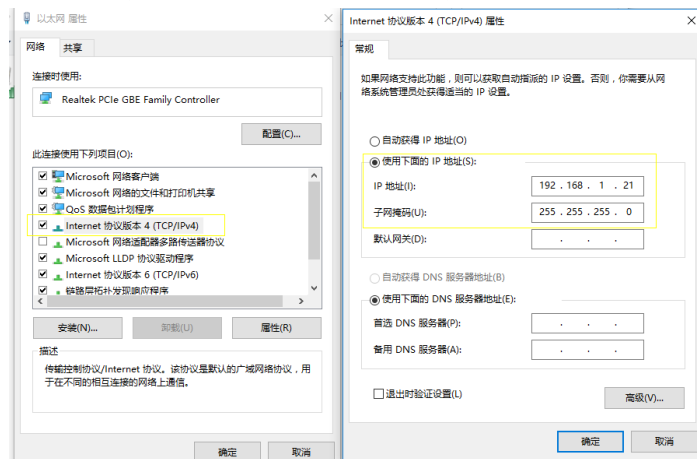 以太网 属性
网络 共享
连接时使用:
Realtek PCIe GBE Family Controller
配置(C)...
此连接使用下列项目(O):
Microsoft 网络客户端
Microsoft 网络的文件和打印机共享
QoS 数据包计划程序
Internet 协议版本 4 (TCP/IPv4)
Microsoft 网络适配器多路传送器协议
Microsoft LLDP 协议驱动程序
Internet 协议版本 6 (TCP/IPv6)
链路层拓扑发现响应程序
安装(N)... 卸载(U) 属性(R)
描述
传输控制协议/Internet 协议。该协议是默认的广域网络协议，用
于在不同的相互连接的网络上通信。
确定 取消
Internet 协议版本 4 (TCP/IPv4) 属性
常规
如果网络支持此功能，则可以获取自动指派的 IP 设置。否则，你需要从网
络系统管理员处获得适当的 IP 设置。
自动获得 IP 地址(O)
使用下面的 IP 地址(S):
IP 地址(I): 192 . 168 . 1 . 21
子网掩码(U): 255 . 255 . 255 . 0
默认网关(D): . . .
自动获得 DNS 服务器地址(B)
使用下面的 DNS 服务器地址(E):
首选 DNS 服务器(P): . . .
备用 DNS 服务器(A): . . .
退出时验证设置(L)
高级(V)...
确定 取消